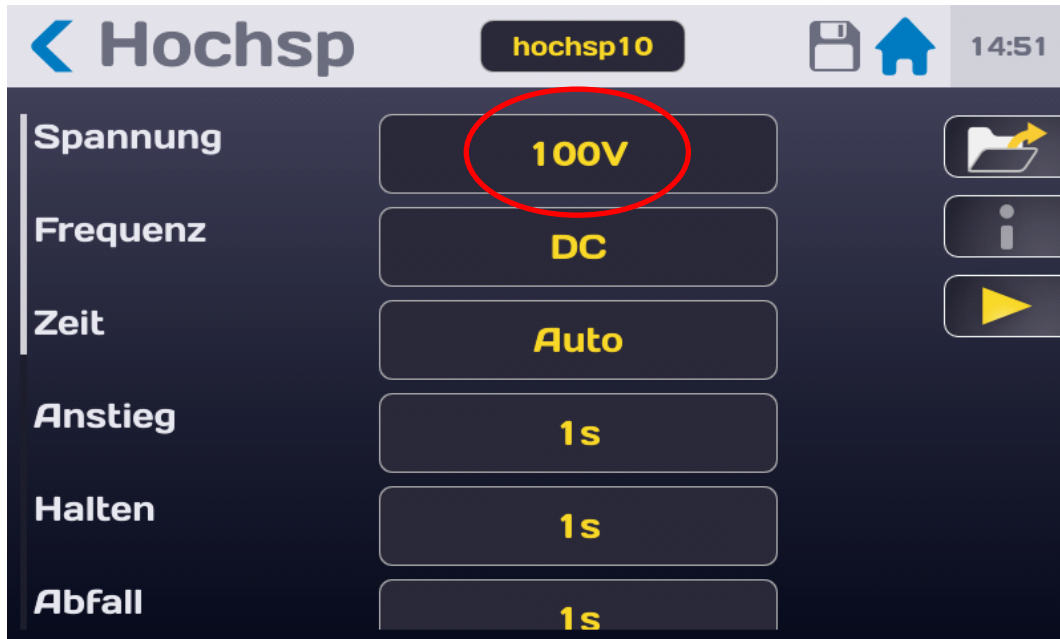 Hochsp hochsp10 14:51
Spannung 100V
Frequenz DC
Zeit Auto
Anstieg 1s
Halten 1s
Abfall 1s